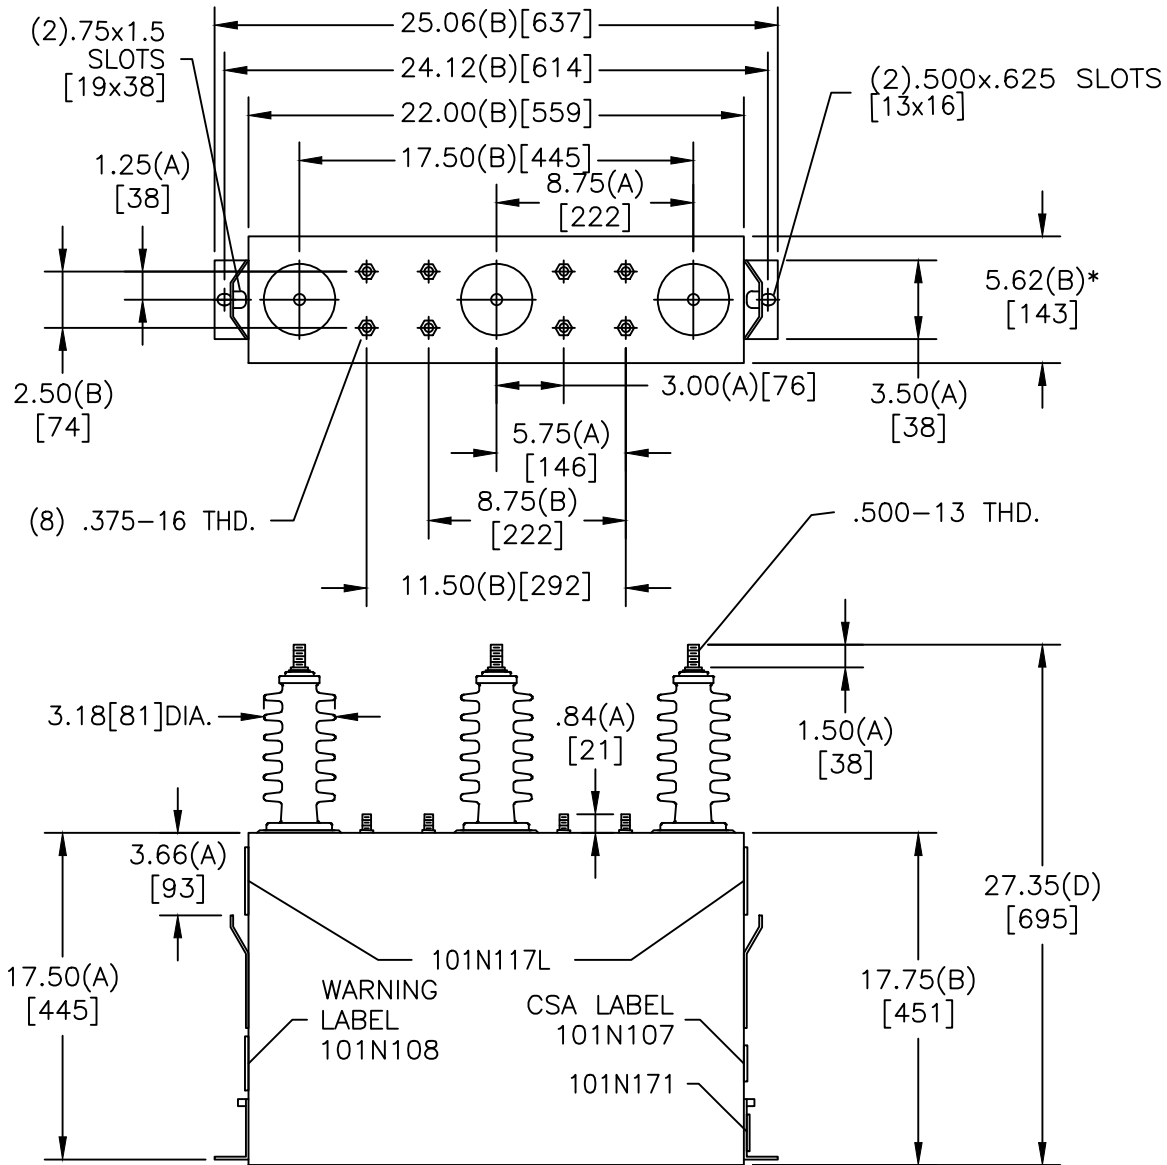 25.06(B)[637]
(2).75x1.5
SLOTS
[19x38]
24.12(B)[614]
(2).500x.625 SLOTS
[13x16]
22.00(B)[559]
17.50(B)[445]
1.25(A)
[38]
8.75(A)
[222]
5.62(B)*
[143]
2.50(B)
[74]
3.00(A)[76]
3.50(A)
[38]
5.75(A)
[146]
8.75(B)
[222]
(8) .375-16 THD.
.500-13 THD.
11.50(B)[292]
3.18[81]DIA.
.84(A)
[21]
1.50(A)
[38]
3.66(A)
[93]
27.35(D)
[695]
101N117L
17.50(A)
[445]
WARNING
LABEL
101N108
CSA LABEL
101N107
17.75(B)
[451]
101N171